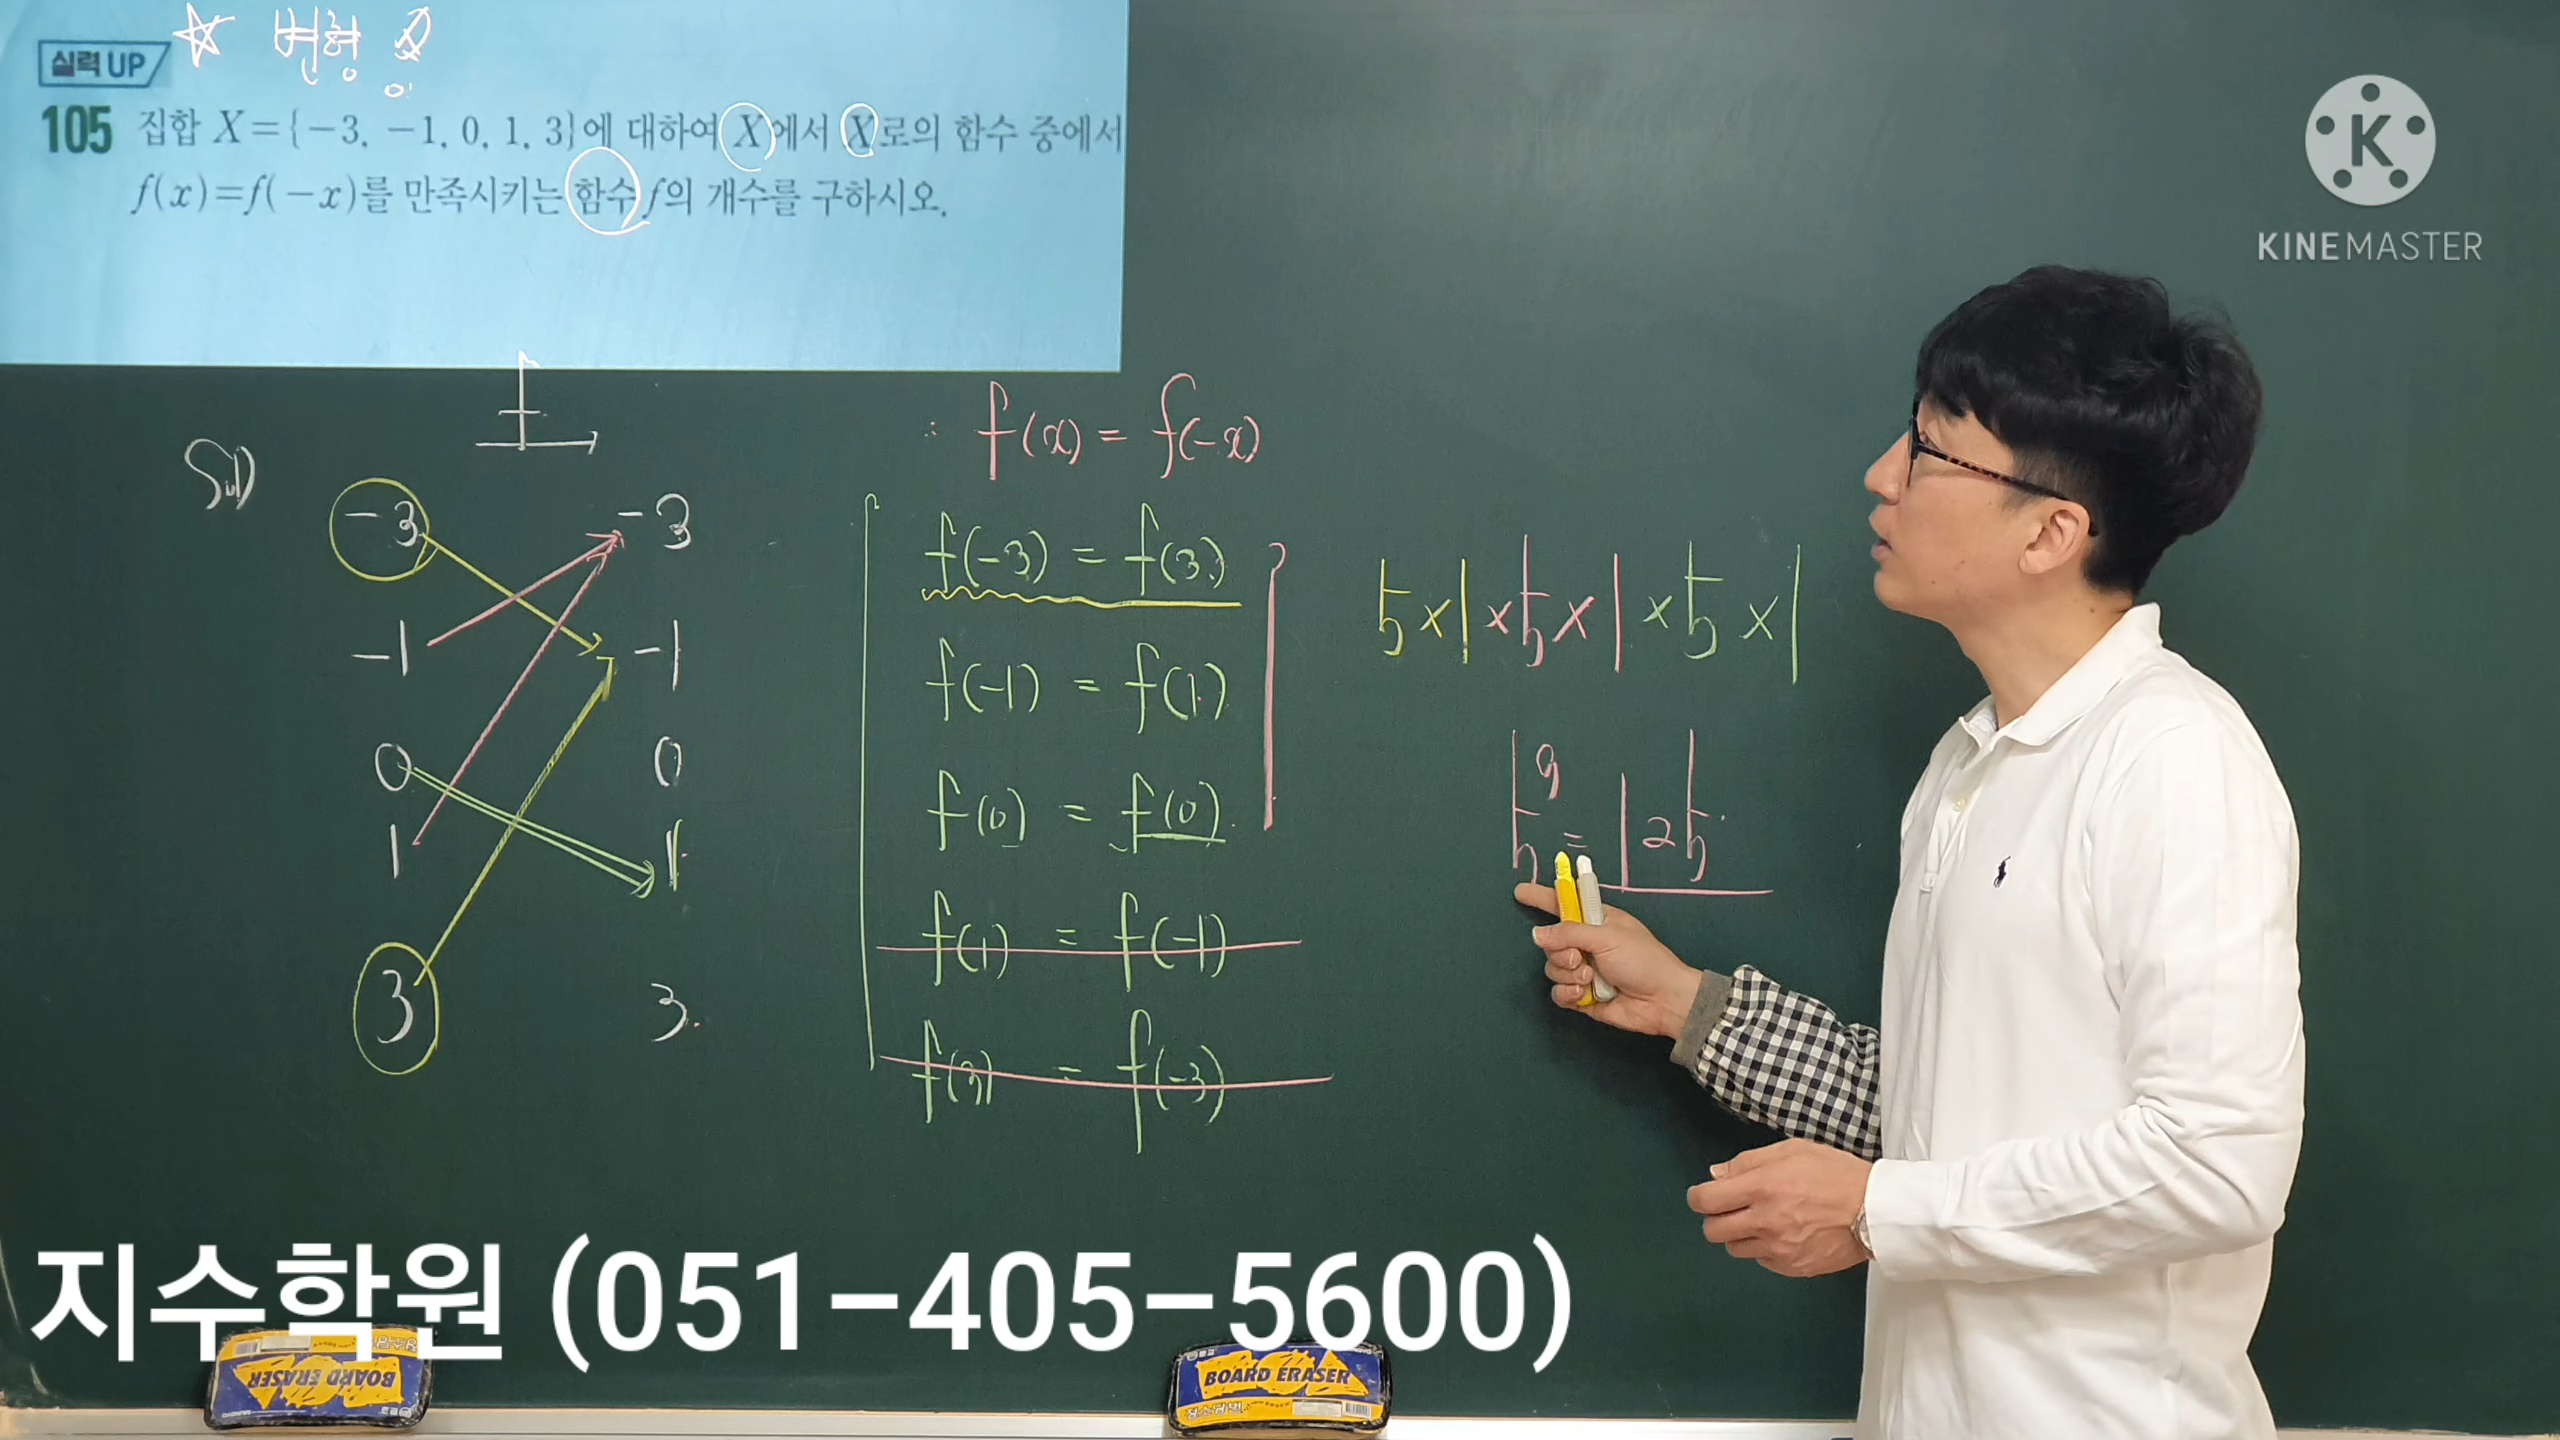 ☆ 변형 有
실력 UP
105 집합 X={-3, -1, 0, 1, 3}에 대하여 X에서 X로의 함수 중에서
f(x)=f(-x)를 만족시키는 함수 f의 개수를 구하시오.
K
KINEMASTER
Sol)
f
∴ f(x) = f(-x)
-3 -3
-1 -1
0 0
1 1
3 3.
f(-3) = f(3)
f(-1) = f(1)
f(0) = f(0)
f(1) = f(-1)
f(3) = f(-3)
5×1×5×1×5×1
5³ = 125
지수학원 (051-405-5600)
BOARD ERASER
BOARD ERASER